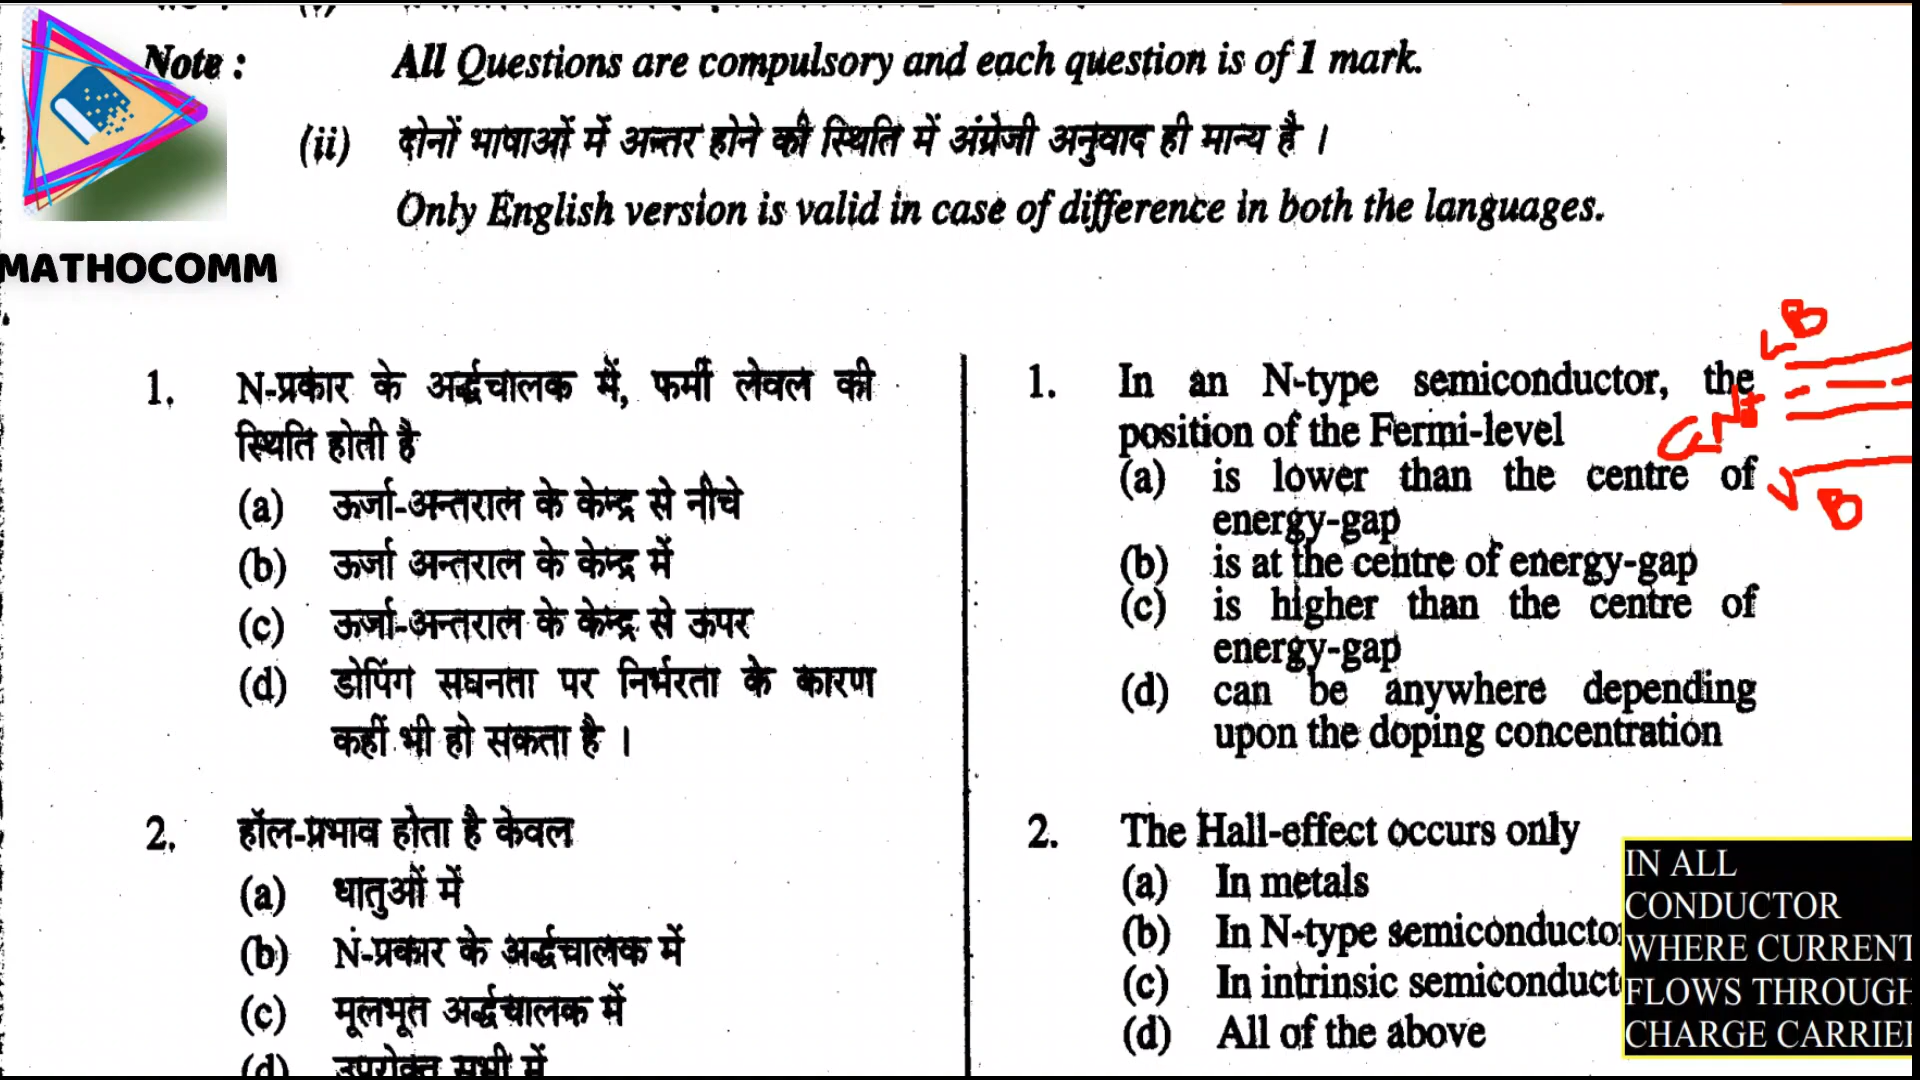 Note : All Questions are compulsory and each question is of 1 mark.
(ii) दोनों भाषाओं में अन्तर होने की स्थिति में अंग्रेजी अनुवाद ही मान्य है ।
Only English version is valid in case of difference in both the languages.
MATHOCOMM
1. N-प्रकार के अर्द्धचालक में, फर्मी लेवल की
स्थिति होती है
(a) ऊर्जा-अन्तराल के केन्द्र से नीचे
(b) ऊर्जा अन्तराल के केन्द्र में
(c) ऊर्जा-अन्तराल के केन्द्र से ऊपर
(d) डोपिंग सघनता पर निर्भरता के कारण
कहीं भी हो सकता है ।
2. हॉल-प्रभाव होता है केवल
(a) धातुओं में
(b) N-प्रकार के अर्द्धचालक में
(c) मूलभूत अर्द्धचालक में
(d) उपरोक्त सभी में
1. In an N-type semiconductor, the
position of the Fermi-level
(a) is lower than the centre of
energy-gap
(b) is at the centre of energy-gap
(c) is higher than the centre of
energy-gap
(d) can be anywhere depending
upon the doping concentration
2. The Hall-effect occurs only
(a) In metals
(b) In N-type semiconducto
(c) In intrinsic semiconduct
(d) All of the above
IN ALL
CONDUCTOR
WHERE CURRENT
FLOWS THROUGH
CHARGE CARRIER